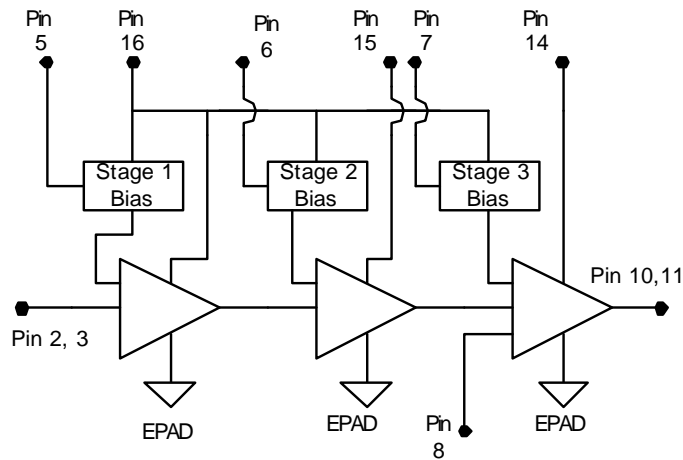 Pin
5
Pin
16
Pin
6
Pin
15
Pin
7
Pin
14
Stage 1
Bias
Stage 2
Bias
Stage 3
Bias
Pin 10,11
Pin 2, 3
EPAD
EPAD
Pin
8
EPAD